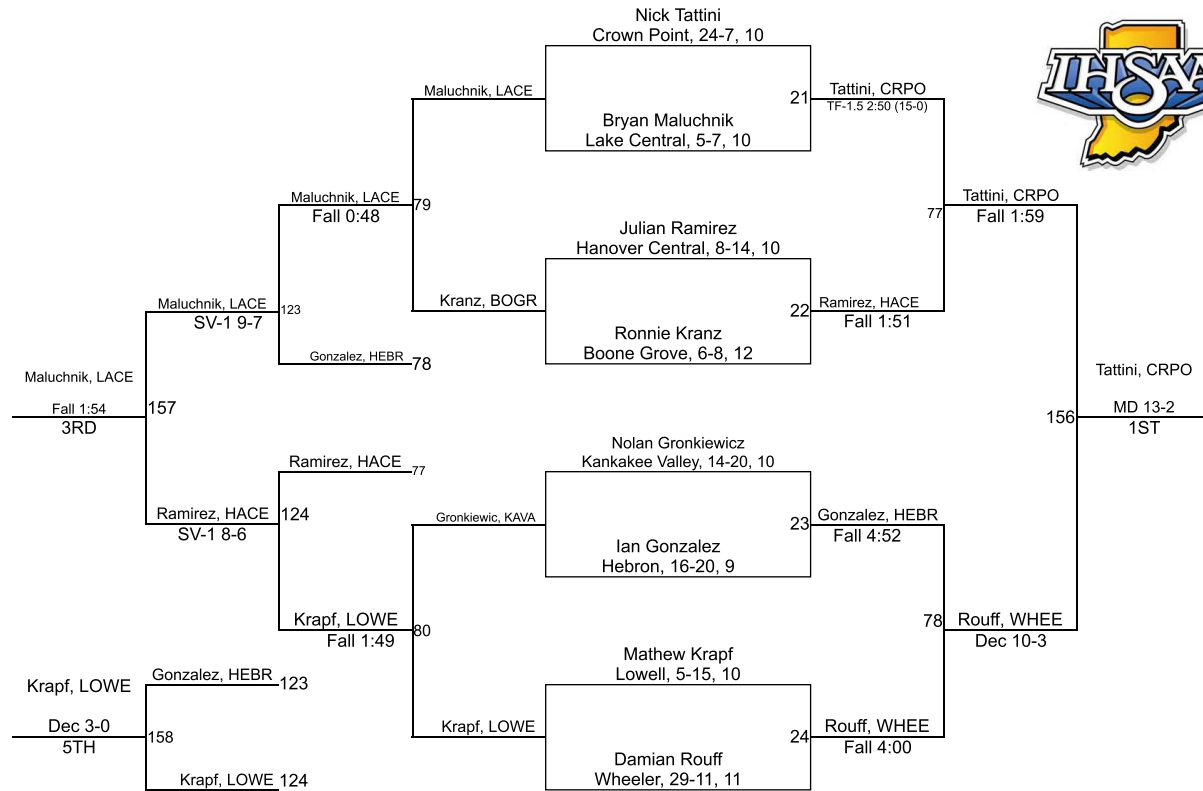 Nick Tattini
Crown Point, 24-7, 10
IHSAA
Maluchnik, LACE
21
Tattini, CRPO
TF-1.5 2:50 (15-0)
Bryan Maluchnik
Lake Central, 5-7, 10
Maluchnik, LACE
Fall 0:48
79
77
Tattini, CRPO
Fall 1:59
Julian Ramirez
Hanover Central, 8-14, 10
Kranz, BOGR
22
Ramirez, HACE
Fall 1:51
Maluchnik, LACE
SV-1 9-7
123
Ronnie Kranz
Boone Grove, 6-8, 12
Gonzalez, HEBR
78
Maluchnik, LACE
Fall 1:54
3RD
157
Tattini, CRPO
156
MD 13-2
1ST
Nolan Gronkiewicz
Kankakee Valley, 14-20, 10
Ramirez, HACE
77
Ramirez, HACE
SV-1 8-6
124
Gronkiewic, KAVA
23
Gonzalez, HEBR
Fall 4:52
Ian Gonzalez
Hebron, 16-20, 9
Krapf, LOWE
Fall 1:49
80
78
Rouff, WHEE
Dec 10-3
Mathew Krapf
Lowell, 5-15, 10
Krapf, LOWE
Gonzalez, HEBR
123
Dec 3-0
5TH
158
Krapf, LOWE
24
Rouff, WHEE
Fall 4:00
Damian Rouff
Wheeler, 29-11, 11
Krapf, LOWE
124